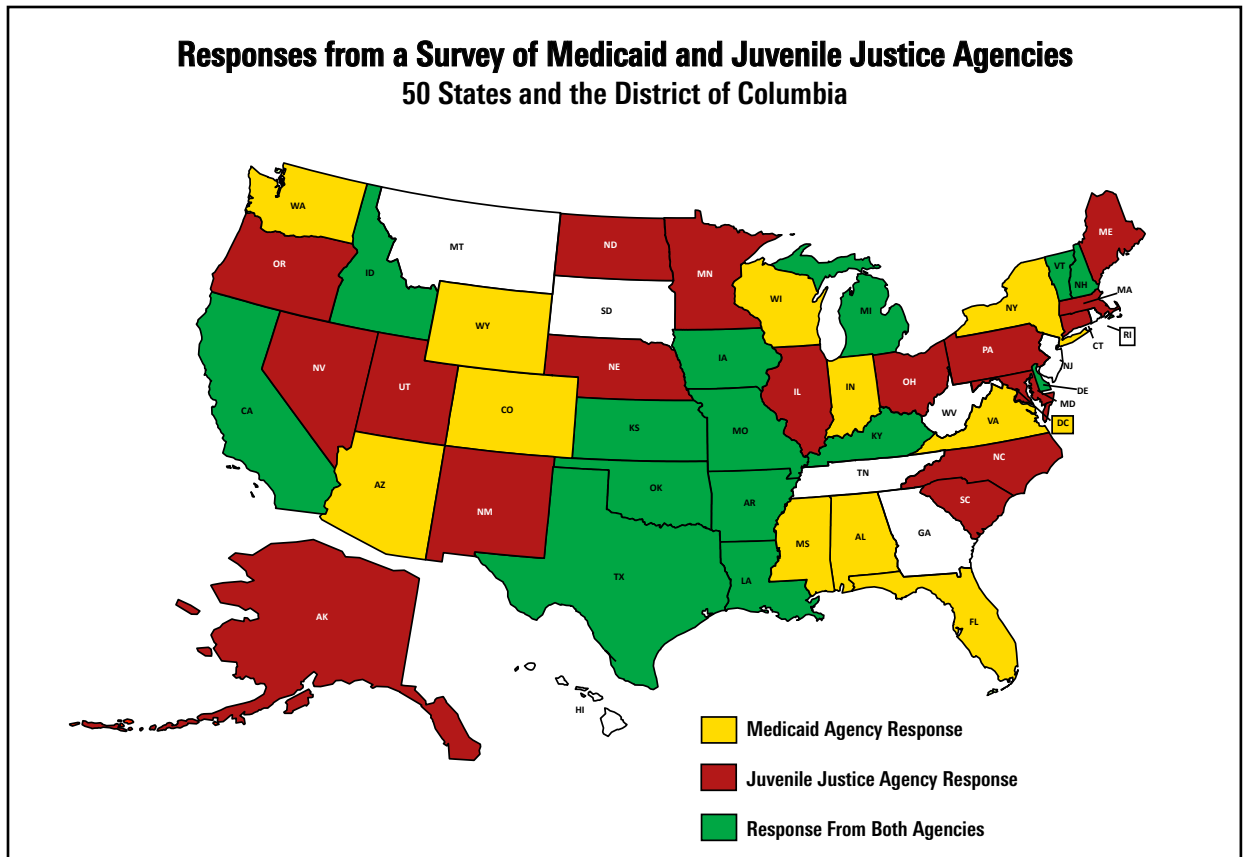 Responses from a Survey of Medicaid and Juvenile Justice Agencies
50 States and the District of Columbia
WA
MT
ND
MN
ME
OR
ID
SD
WI
MI
NY
VT
NH
MA
WY
IA
NE
PA
CT
RI
NV
UT
CO
IL
IN
OH
NJ
DE
MD
CA
KS
MO
KY
WV
VA
DC
AZ
NM
OK
AR
TN
NC
SC
TX
LA
MS
AL
GA
FL
AK
HI
Medicaid Agency Response
Juvenile Justice Agency Response
Response From Both Agencies